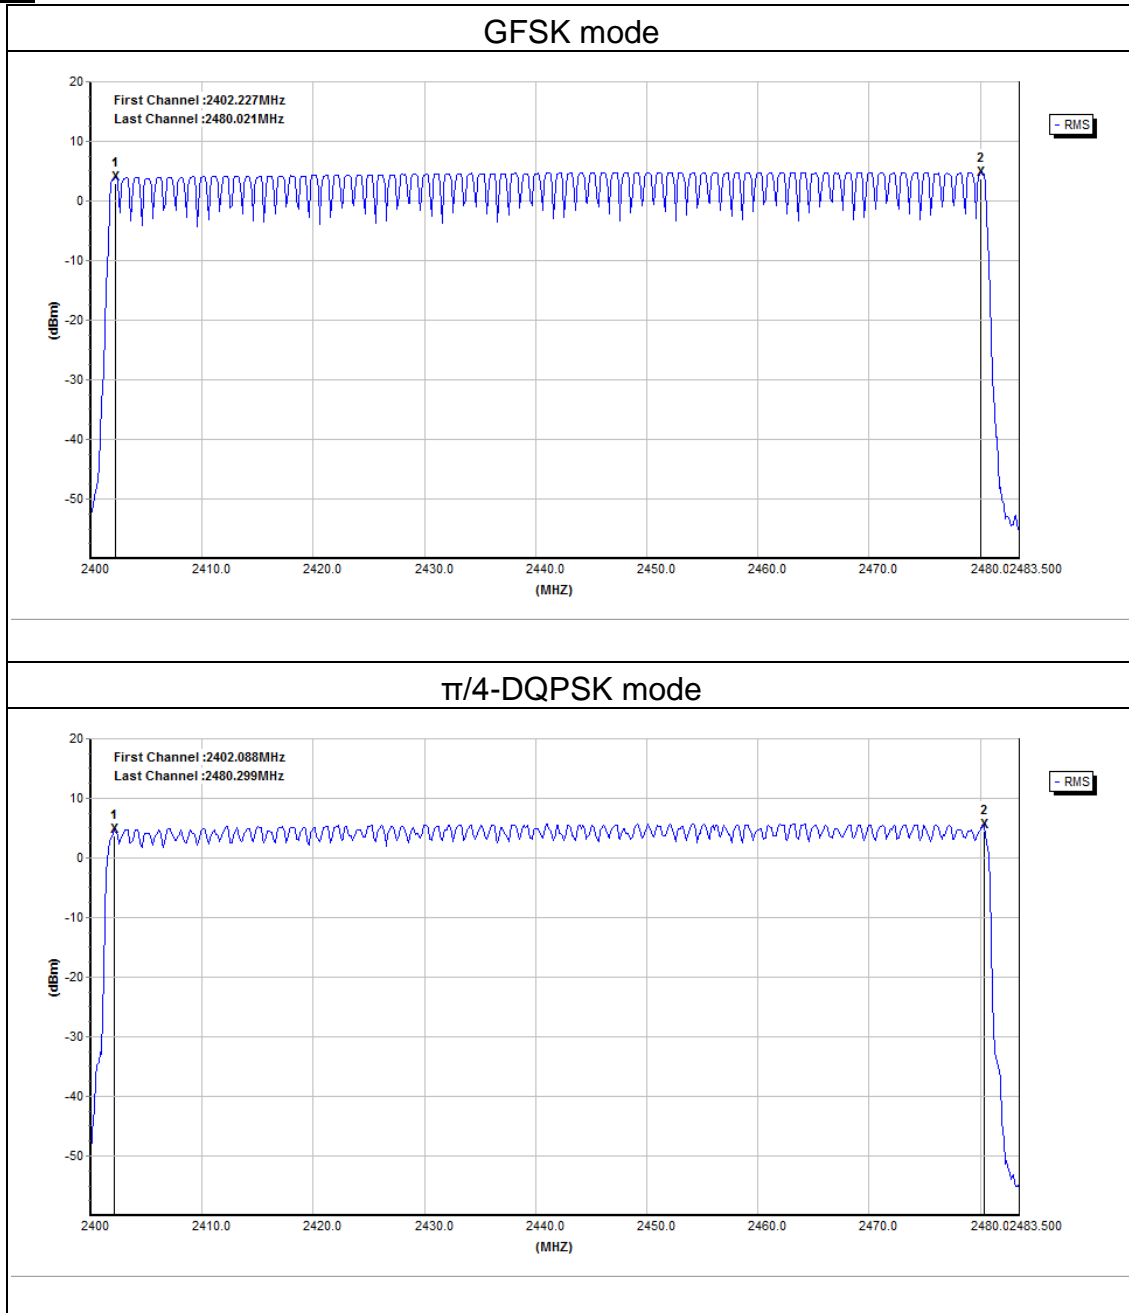 GFSK mode
First Channel :2402.227MHz
Last Channel :2480.021MHz
- RMS
20
10
0
-10
-20
-30
-40
-50
(dBm)
1
2
2400 2410.0 2420.0 2430.0 2440.0 2450.0 2460.0 2470.0 2480.02483.500
(MHZ)
π/4-DQPSK mode
First Channel :2402.088MHz
Last Channel :2480.299MHz
- RMS
20
10
0
-10
-20
-30
-40
-50
(dBm)
1
2
2400 2410.0 2420.0 2430.0 2440.0 2450.0 2460.0 2470.0 2480.02483.500
(MHZ)